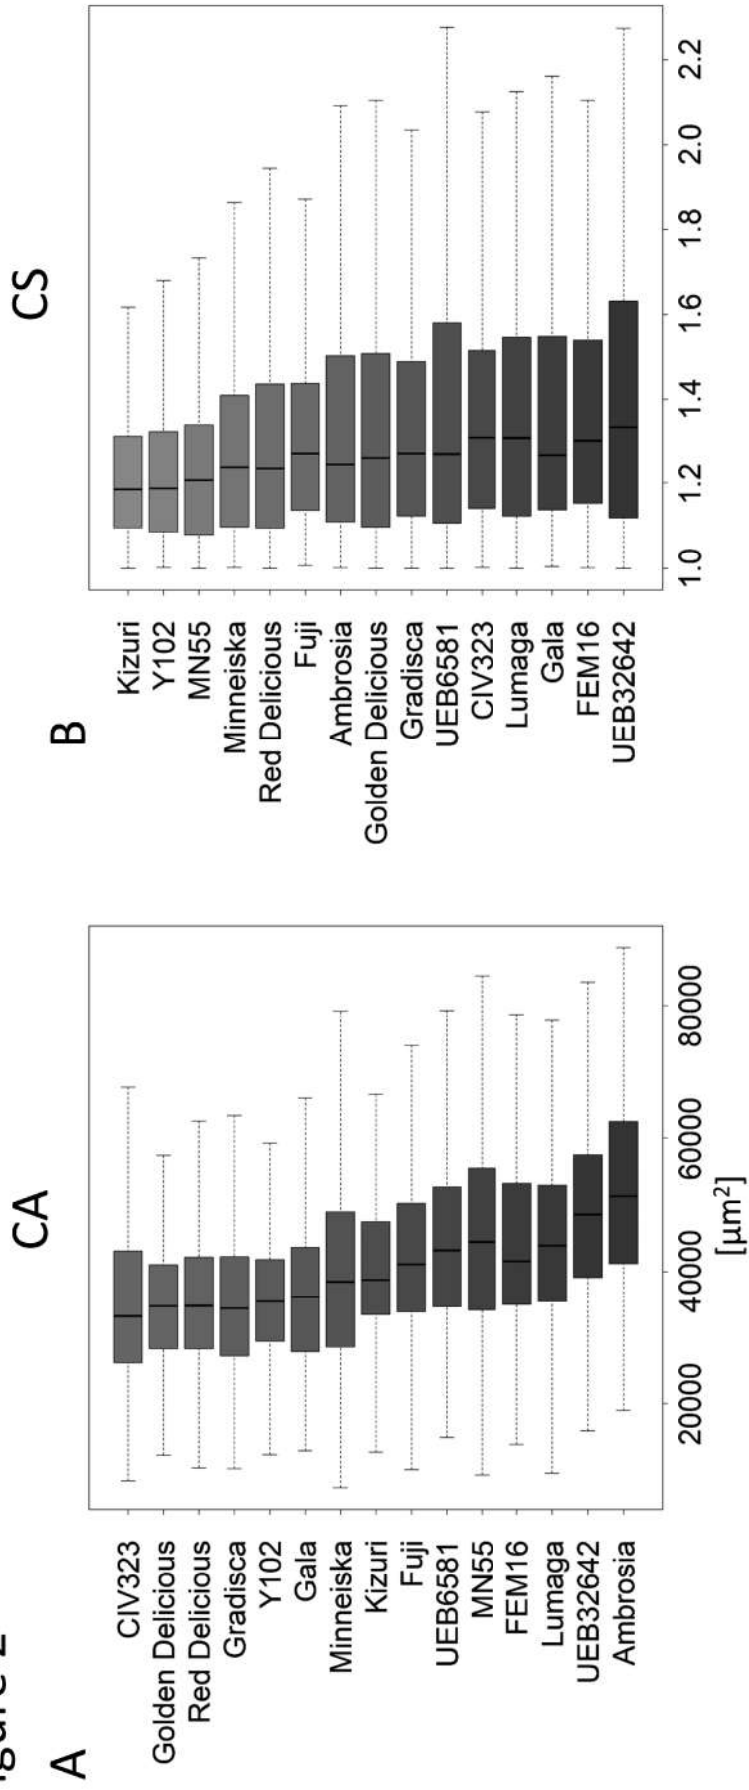 A
CA
CIV323
Golden Delicious
Red Delicious
Gradisca
Y102
Gala
Minneiska
Kizuri
Fuji
UEB6581
MN55
FEM16
Lumaga
UEB32642
Ambrosia
20000 40000 60000 80000
[µm²]
B
CS
Kizuri
Y102
MN55
Minneiska
Red Delicious
Fuji
Ambrosia
Golden Delicious
Gradisca
UEB6581
CIV323
Lumaga
Gala
FEM16
UEB32642
1.0 1.2 1.4 1.6 1.8 2.0 2.2